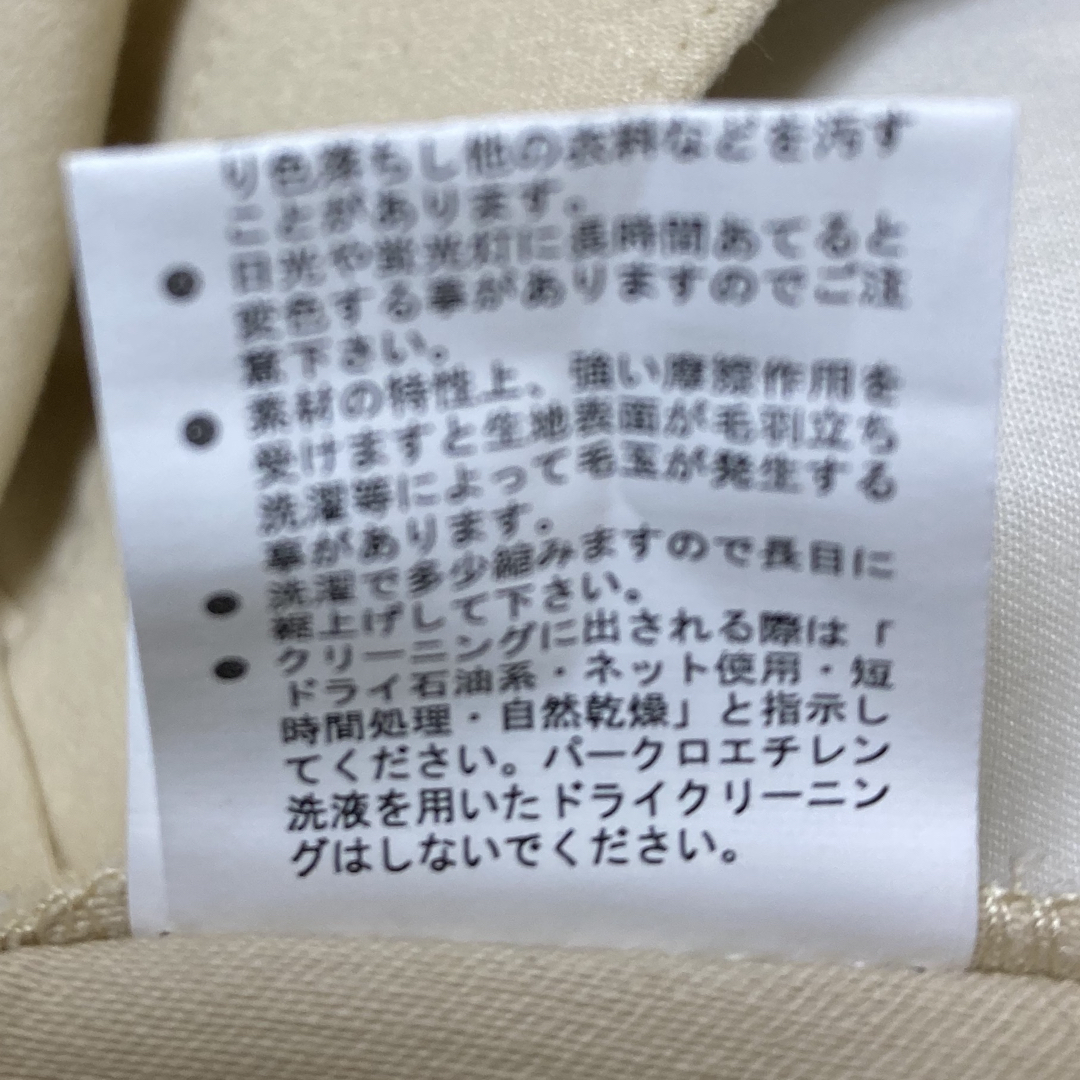 り色落ちし他の衣料などを汚す
ことがあります。
● 日光や蛍光灯に長時間あてると
変色する事がありますのでご注
意下さい。
● 素材の特性上、強い摩擦作用を
受けますと生地表面が毛羽立ち
洗濯等によって毛玉が発生する
事があります。
● 洗濯で多少縮みますので長目に
裾上げして下さい。
● クリーニングに出される際は「
ドライ石油系・ネット使用・短
時間処理・自然乾燥」と指示し
てください。パークロエチレン
洗液を用いたドライクリーニン
グはしないでください。